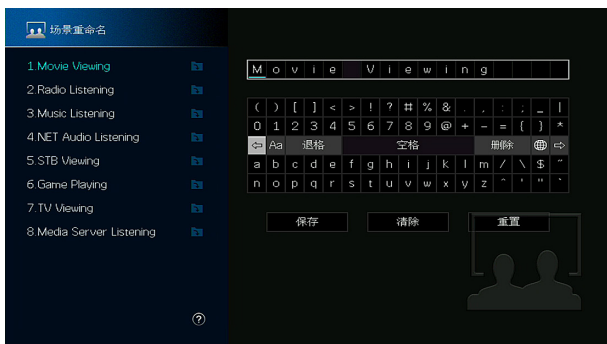 场景重命名
1.Movie Viewing
2.Radio Listening
3.Music Listening
4.NET Audio Listening
5.STB Viewing
6.Game Playing
7.TV Viewing
8.Media Server Listening
Movie Viewing
( ) [ ] < > ! ? # % & . , : ; _ |
0 1 2 3 4 5 6 7 8 9 @ + - = { } *
⇦ Aa 退格 空格 删除 ⇨
a b c d e f g h i j k l m / \ $ ~
n o p q r s t u v w x y z ^ ' " `
保存 清除 重置
?